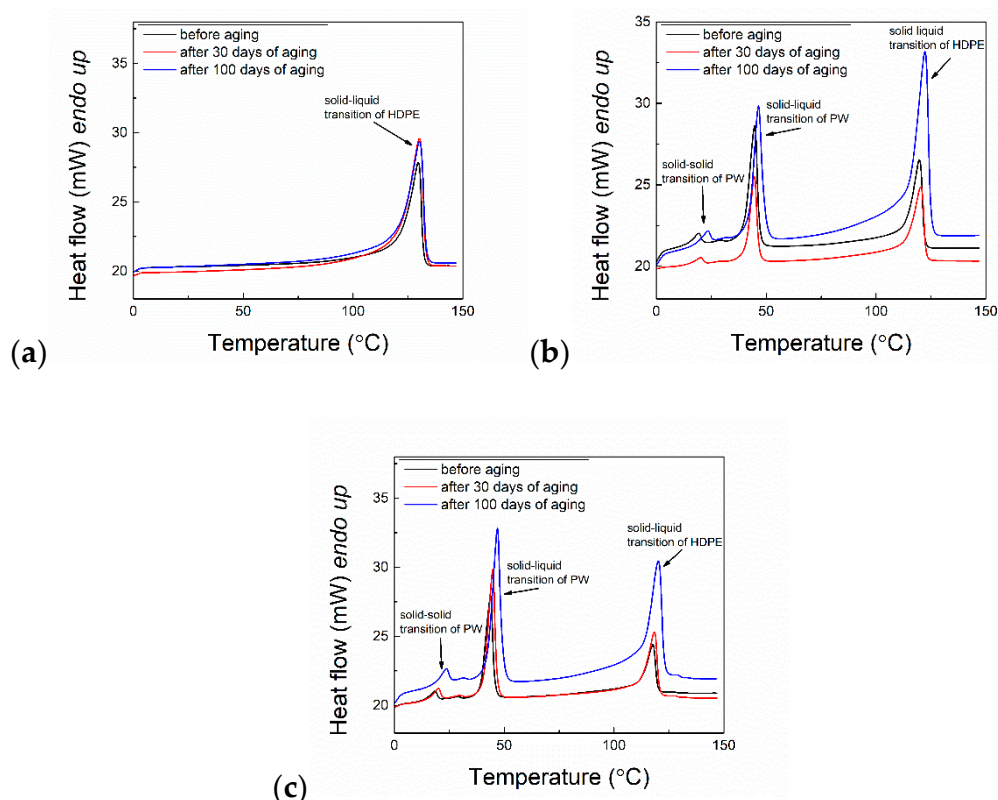 before aging
after 30 days of aging
after 100 days of aging
solid-liquid
transition of HDPE
35
30
25
20
Heat flow (mW) endo up
0
50
100
150
Temperature (°C)
(a)
before aging
after 30 days of aging
after 100 days of aging
solid liquid
transition of HDPE
solid-liquid
transition of PW
solid-solid
transition of PW
35
30
25
20
Heat flow (mW) endo up
0
50
100
150
Temperature (°C)
(b)
before aging
after 30 days of aging
after 100 days of aging
solid-liquid
transition of HDPE
solid-liquid
transition of PW
solid-solid
transition of PW
35
30
25
20
Heat flow (mW) endo up
0
50
100
150
Temperature (°C)
(c)